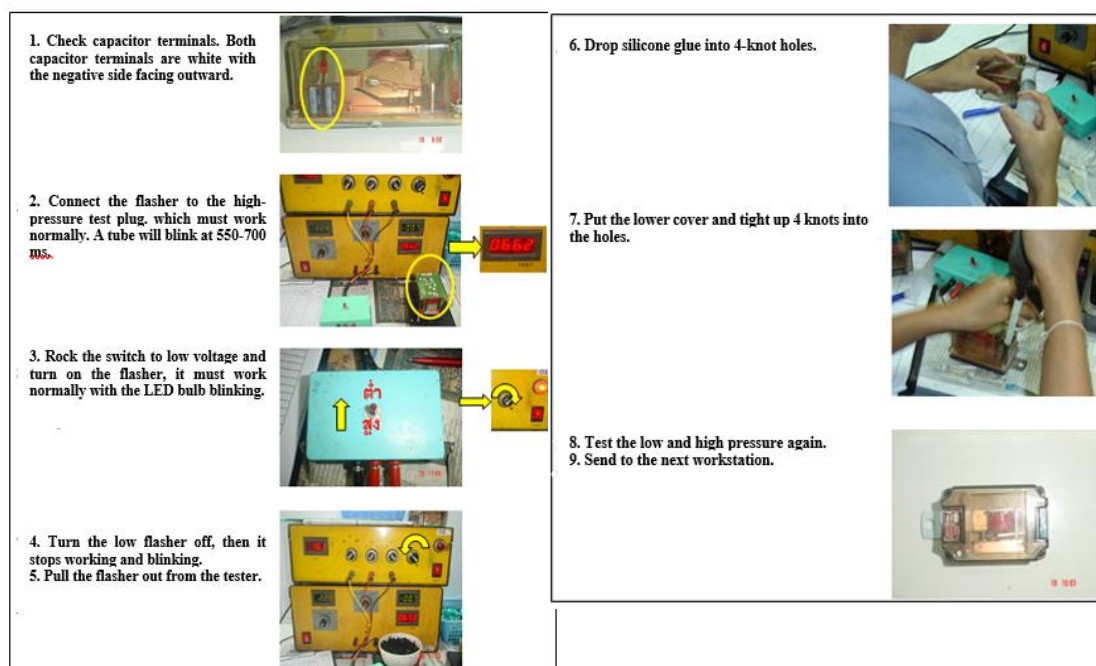 1. Check capacitor terminals. Both
capacitor terminals are white with
the negative side facing outward.
2. Connect the flasher to the high-
pressure test plug. which must work
normally. A tube will blink at 550-700
ms.
0662
3. Rock the switch to low voltage and
turn on the flasher, it must work
normally with the LED bulb blinking.
ต่ำ
สูง
4. Turn the low flasher off, then it
stops working and blinking.
5. Pull the flasher out from the tester.
6. Drop silicone glue into 4-knot holes.
7. Put the lower cover and tight up 4 knots into
the holes.
8. Test the low and high pressure again.
9. Send to the next workstation.